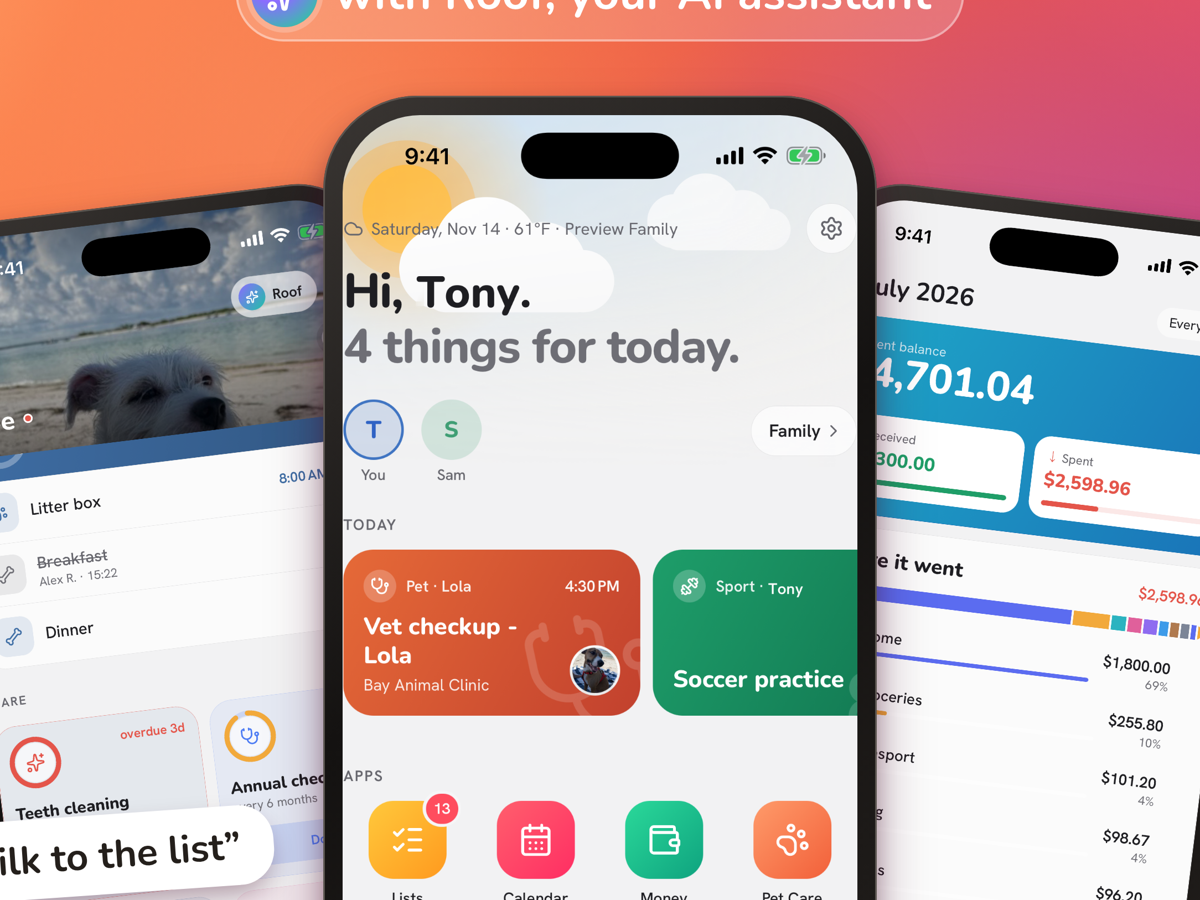 with Roof, your AI assistant
9:41
Saturday, Nov 14 · 61°F · Preview Family
Hi, Tony.
4 things for today.
T
S
You
Sam
Family
TODAY
Pet · Lola
4:30 PM
Vet checkup -
Lola
Bay Animal Clinic
Sport · Tony
Soccer practice
APPS
13
Lists
Calendar
Money
Pet Care
:41
Roof
e
8:00 AM
Litter box
Breakfast
Alex R. · 15:22
Dinner
ARE
overdue 3d
Teeth cleaning
Annual chec
ery 6 months
Do
ilk to the list”
9:41
uly 2026
Every
ent balance
4,701.04
eceived
300.00
↓ Spent
$2,598.96
e it went
$2,598.96
ome
$1,800.00
69%
oceries
$255.80
10%
sport
$101.20
4%
g
$98.67
4%
s
$96.20